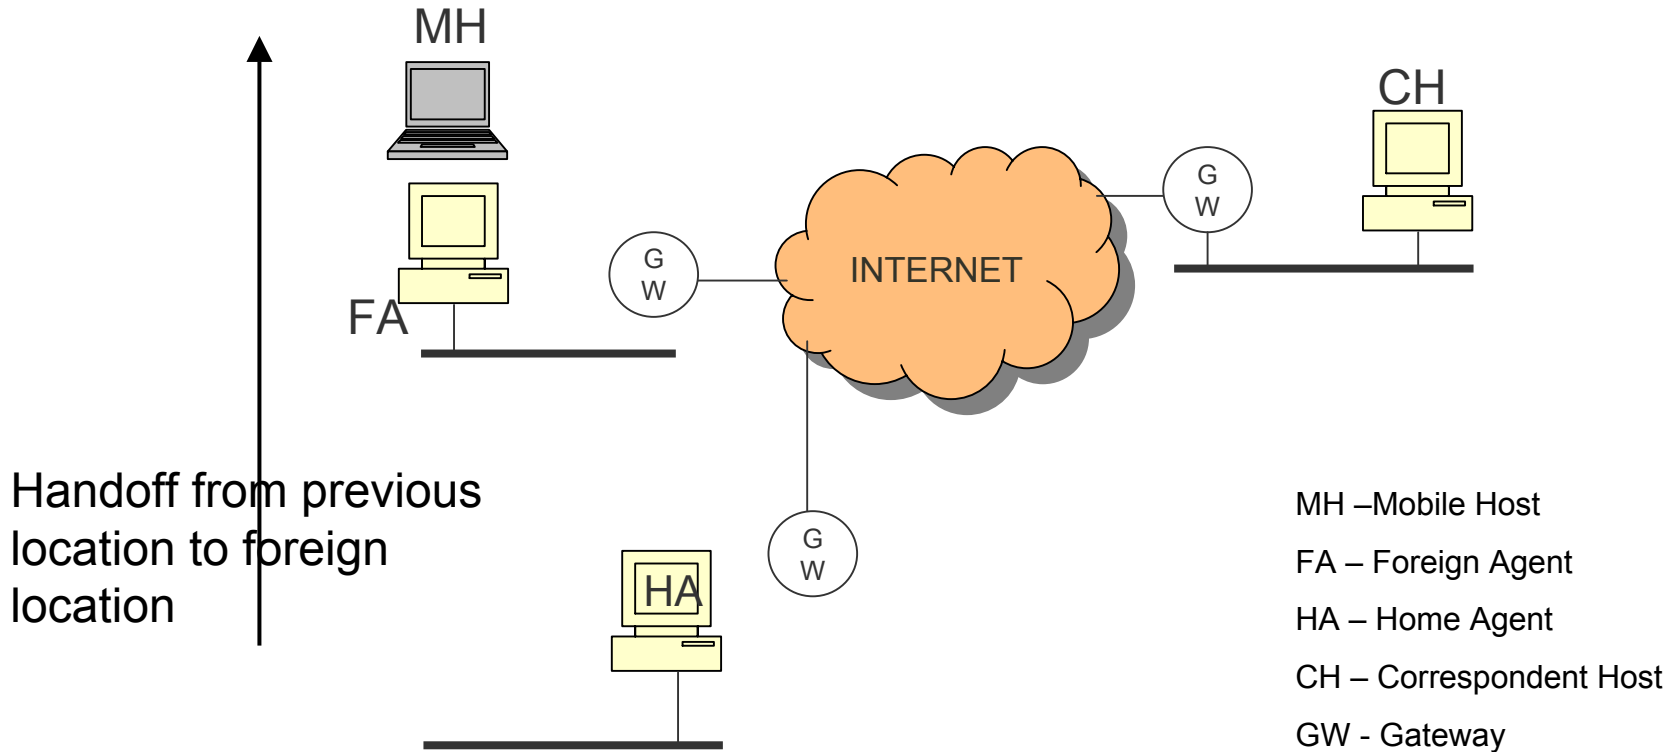 MH
CH
G
W
G
W
INTERNET
FA
Handoff from previous
location to foreign
location
G
W
HA
MH –Mobile Host
FA – Foreign Agent
HA – Home Agent
CH – Correspondent Host
GW - Gateway